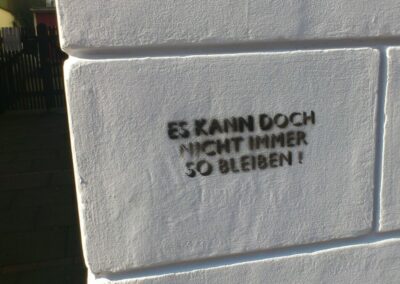 ES KANN DOCH
NICHT IMMER
SO BLEIBEN !